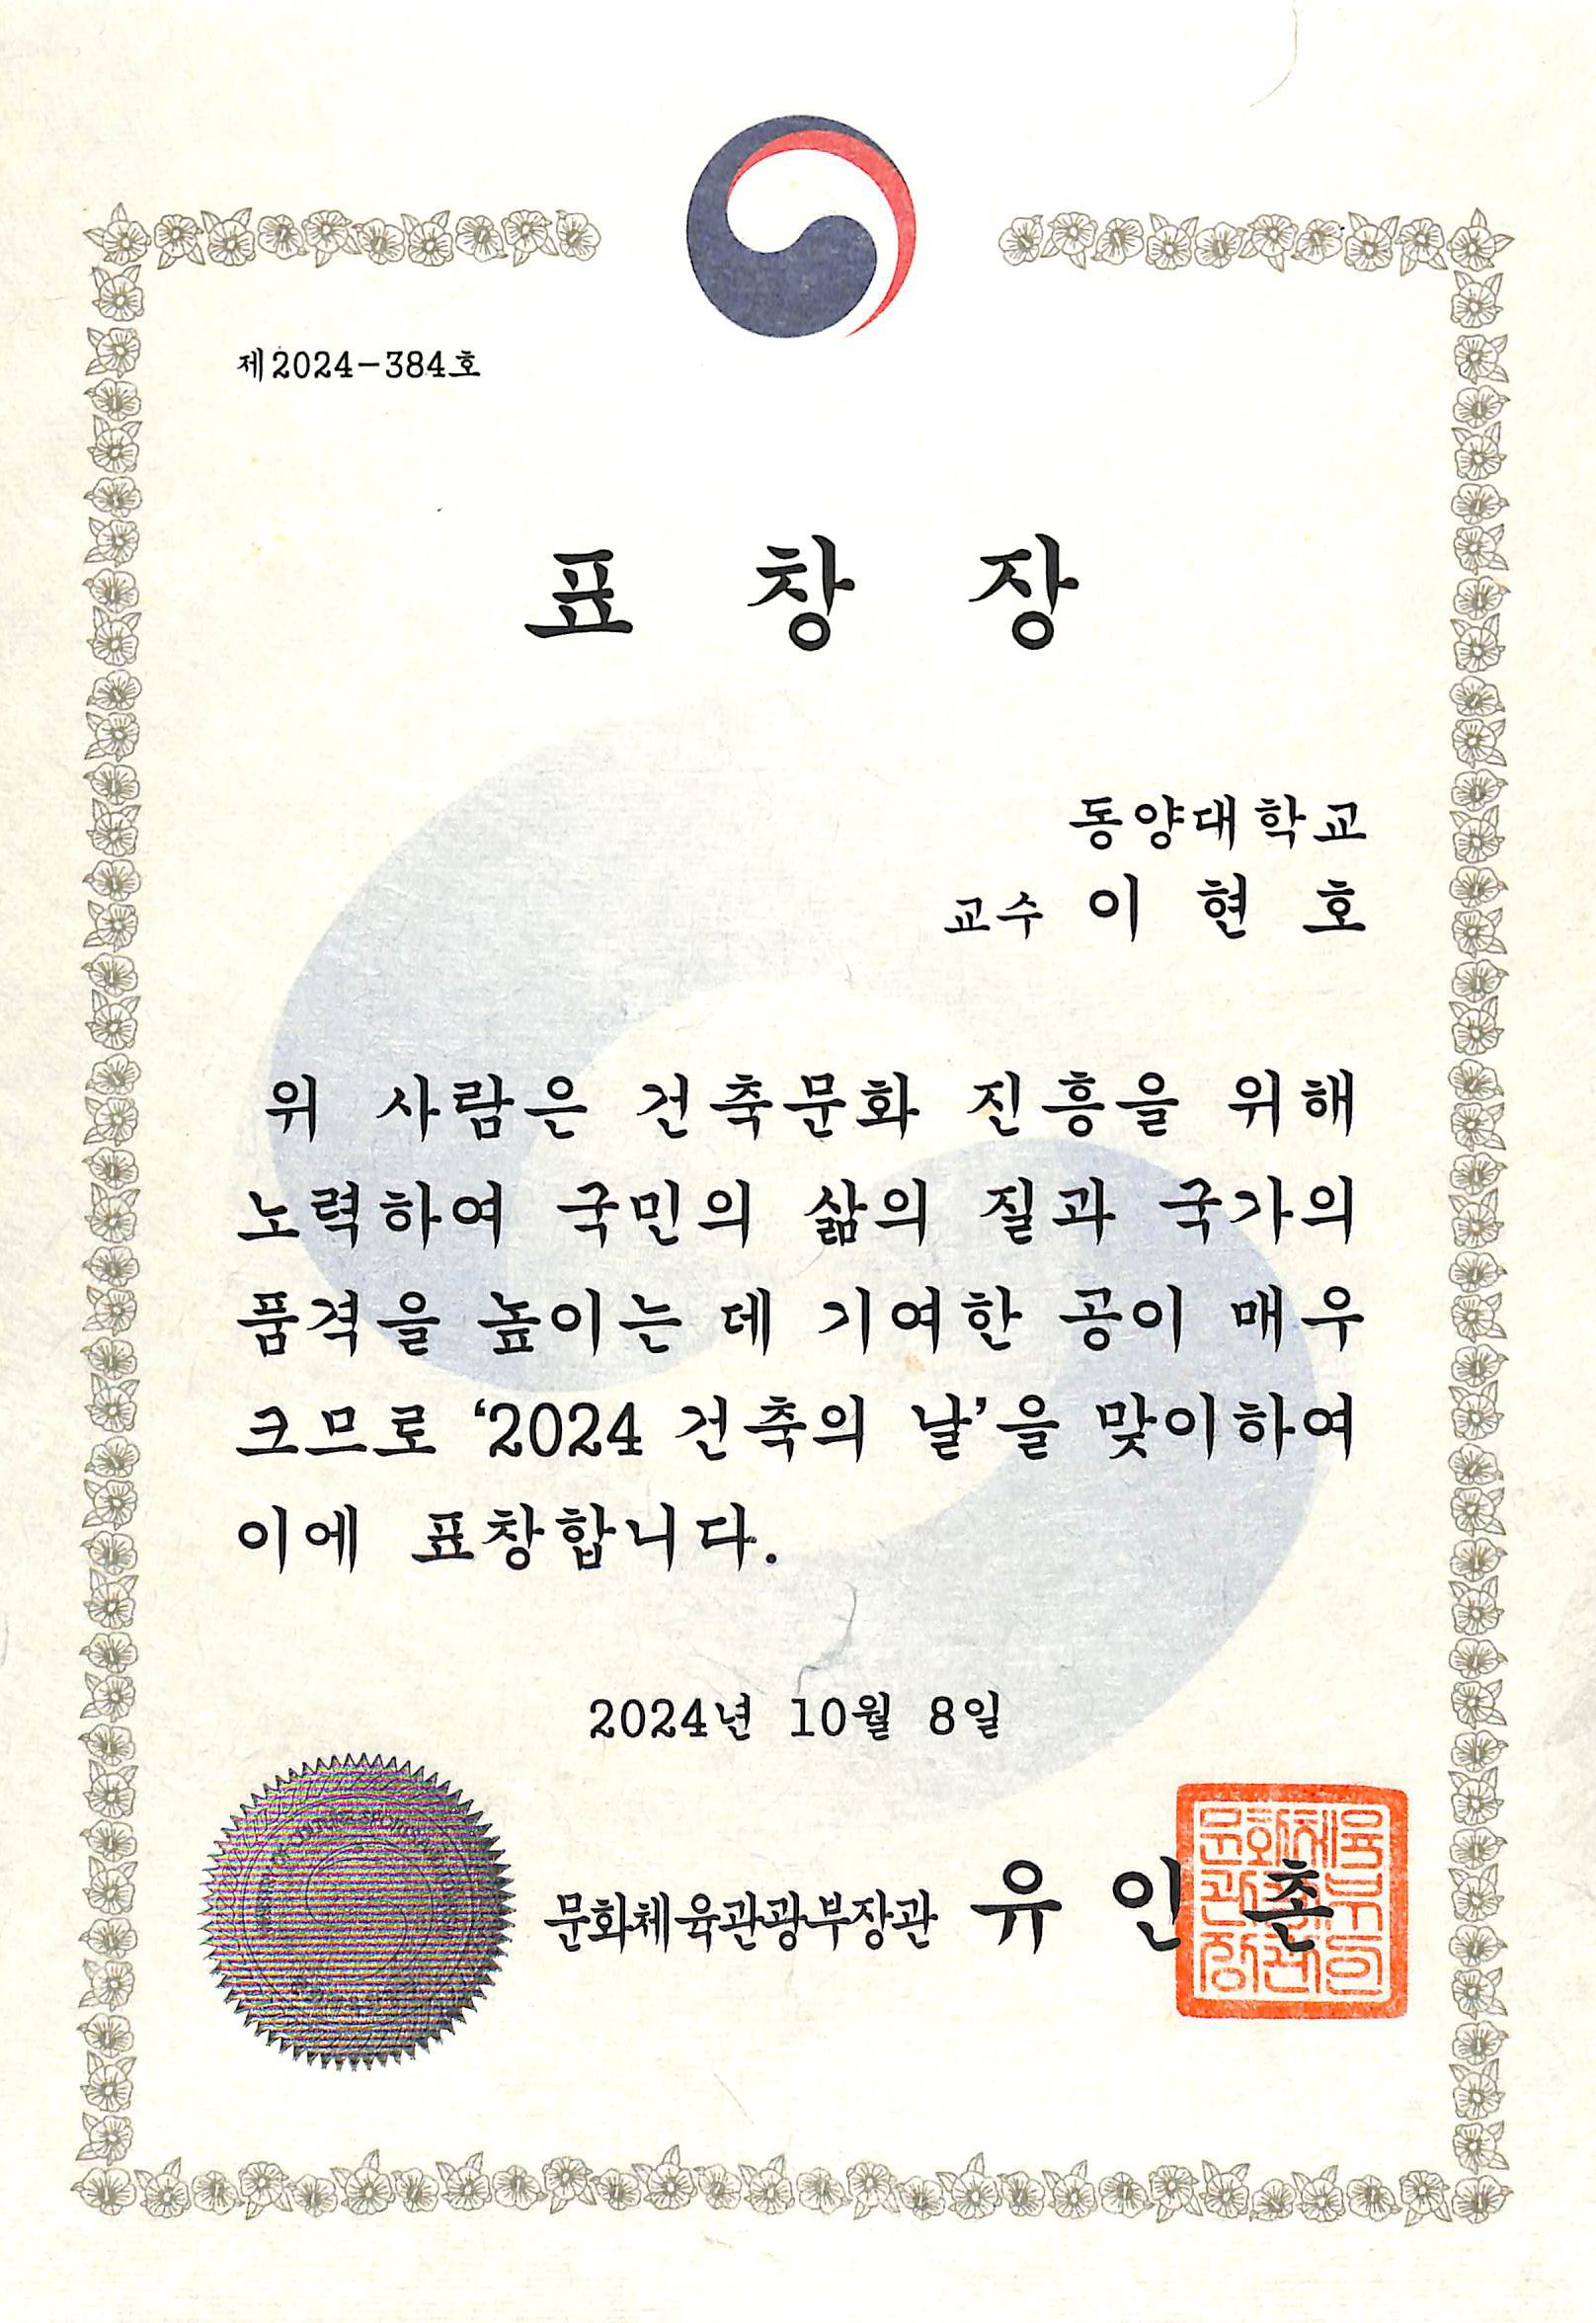 제2024-384호
표 창 장
동양대학교
교수 이 현 호
위 사람은 건축문화 진흥을 위해
노력하여 국민의 삶의 질과 국가의
품격을 높이는 데 기여한 공이 매우
크므로 ‘2024 건축의 날’을 맞이하여
이에 표창합니다.
2024년 10월 8일
문화체육관광부장관 유 인 촌
문화체육
관광부
장관의인